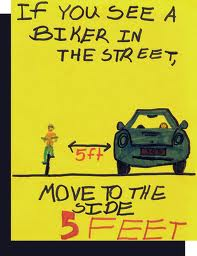 IF YOU SEE A
BIKER IN
THE STREET,
5ft
MOVE TO THE
SIDE
5 FEET